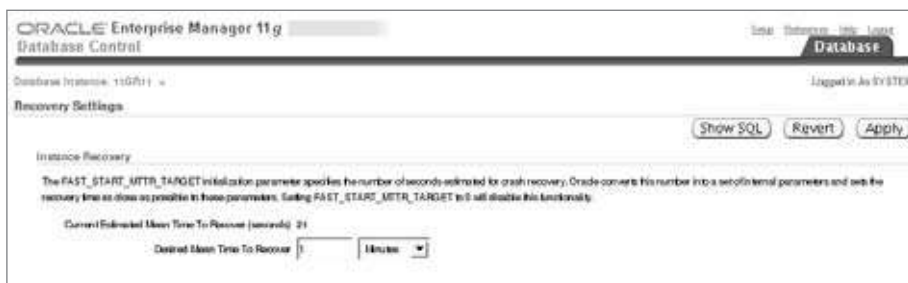 ORACLE Enterprise Manager 11g
Database Control
Setup Preferences Help Logout
Database
Database Instance: 11GR11 >
Logged in As SYSTEM
Recovery Settings
Show SQL Revert Apply
Instance Recovery
The FAST_START_MTTR_TARGET initialization parameter specifies the number of seconds estimated for crash recovery. Oracle converts this number into a set of internal parameters and sets the
recovery time as close as possible to these parameters. Setting FAST_START_MTTR_TARGET to 0 will disable this functionality.
Current Estimated Mean Time To Recover (seconds) 21
Desired Mean Time To Recover 1 Minutes